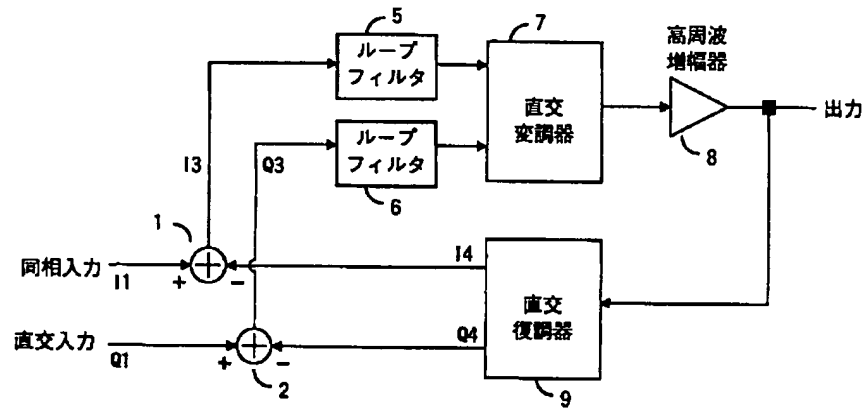 5
ループ
フィルタ
7
直交
変調器
高周波
増幅器
8
出力
I3
Q3
ループ
フィルタ
6
1
同相入力
I1
+
-
I4
直交
復調器
9
直交入力
Q1
+
-
Q4
2